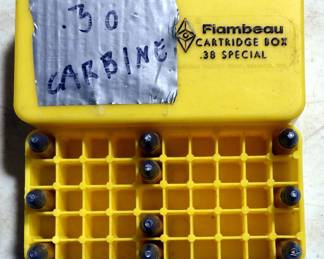 .30
CARBINE
Flambeau
CARTRIDGE BOX
.38 SPECIAL